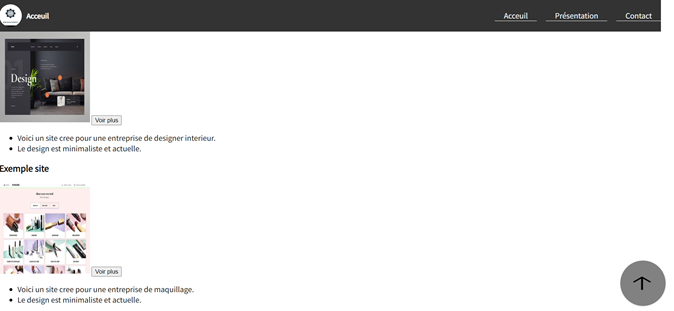 Acceuil
Acceuil
Présentation
Contact
Design
Voir plus
Voici un site cree pour une entreprise de designer interieur.
Le design est minimaliste et actuelle.
Exemple site
Voir plus
Voici un site cree pour une entreprise de maquillage.
Le design est minimaliste et actuelle.